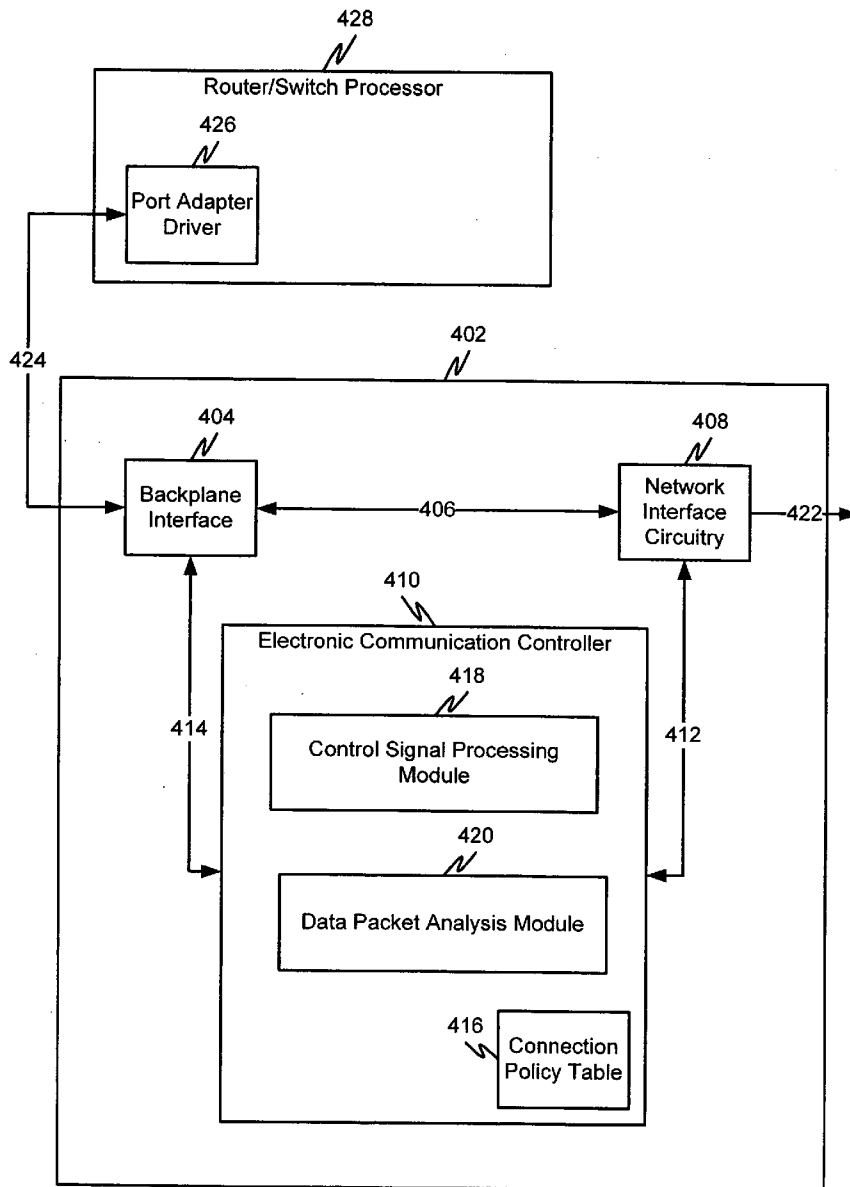 428
Router/Switch Processor
426
Port Adapter
Driver
424
402
404
408
Backplane
Interface
406
Network
Interface
Circuitry
422
410
Electronic Communication Controller
418
414
412
Control Signal Processing
Module
420
Data Packet Analysis Module
416
Connection
Policy Table